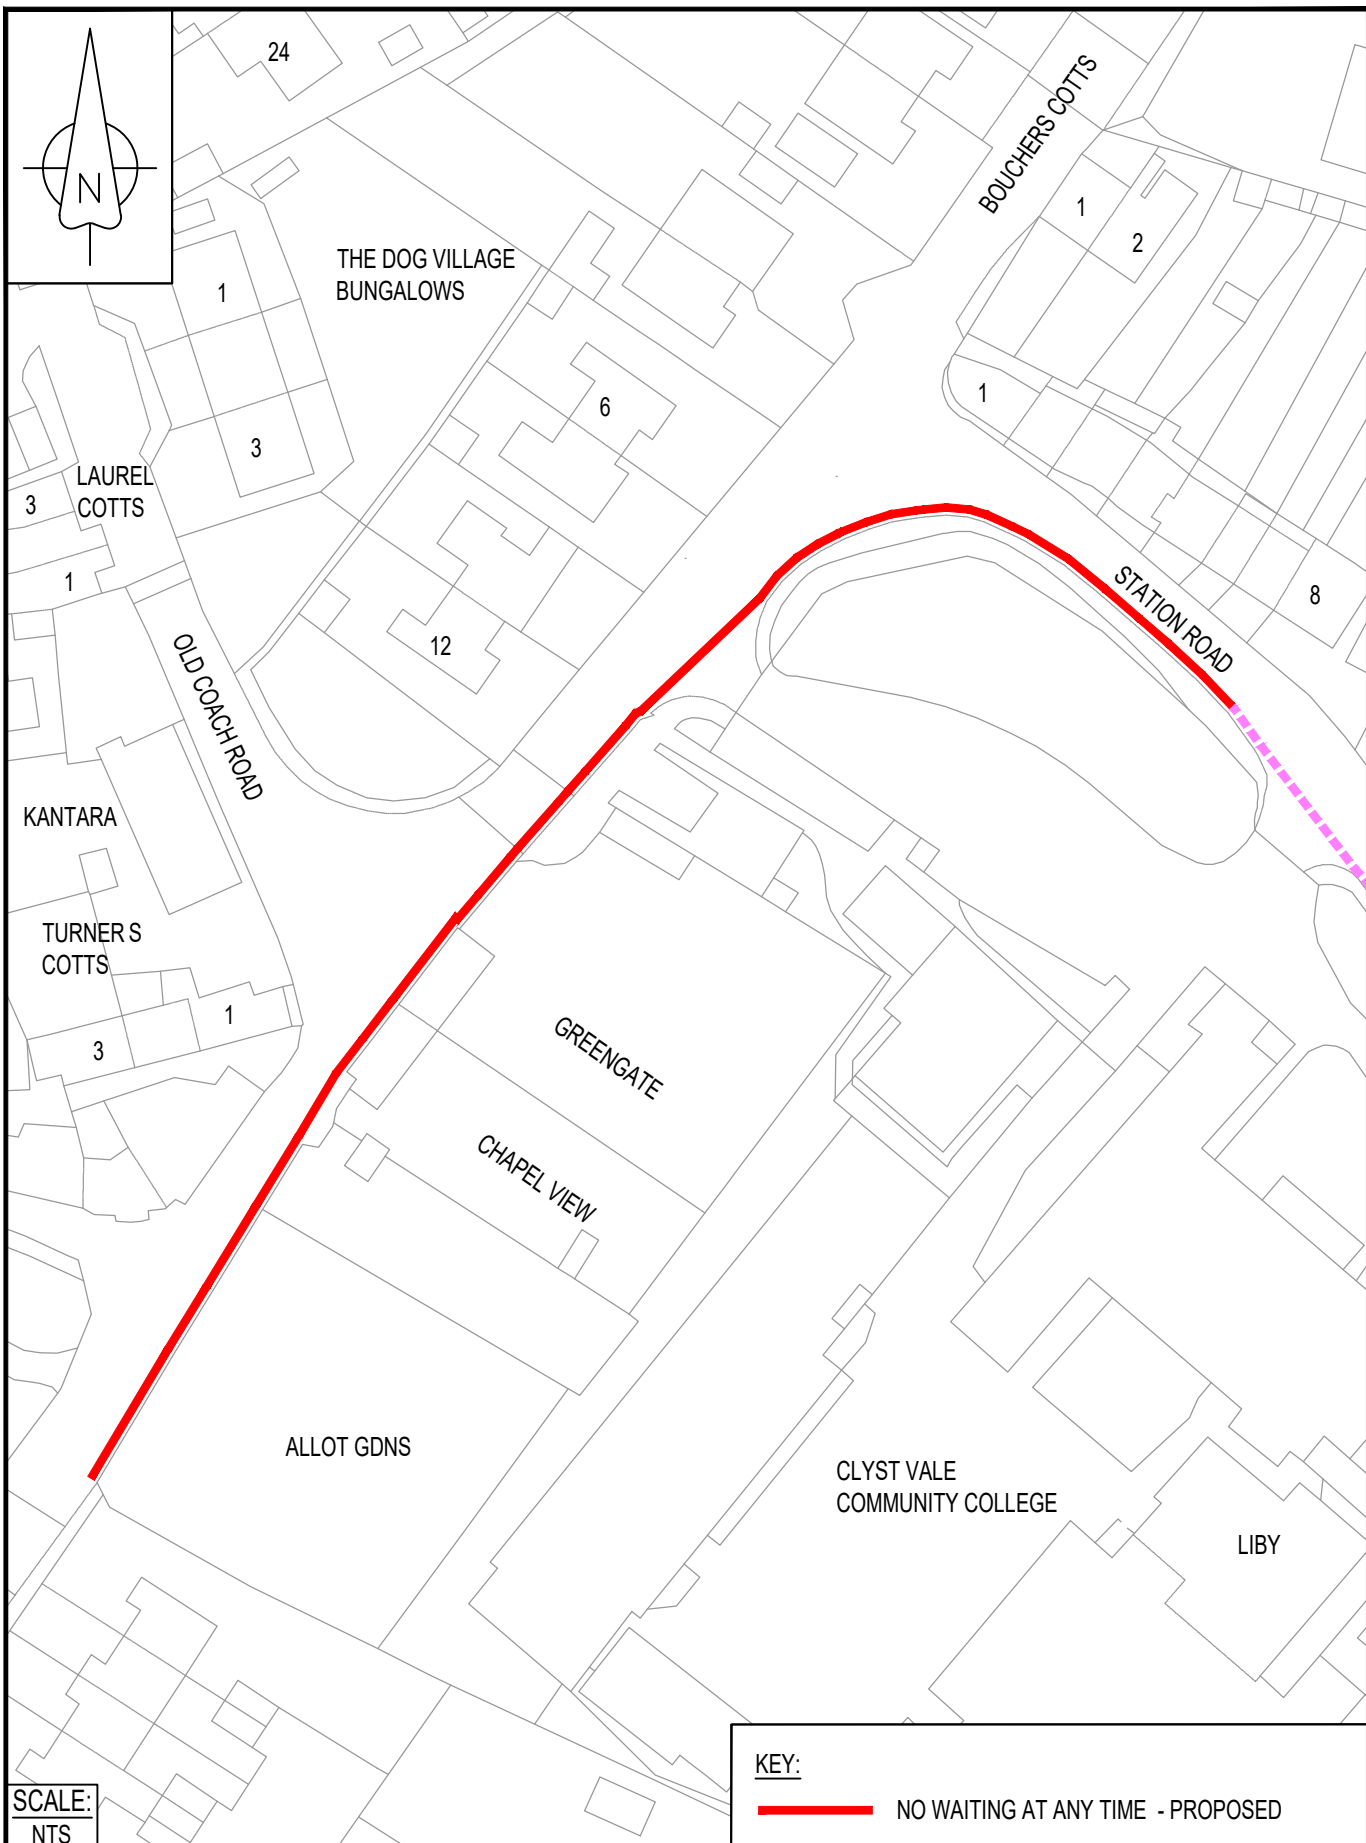 24
N
BOUCHERS COTTS
1
2
THE DOG VILLAGE
BUNGALOWS
1
6
1
3
LAUREL
COTTS
3
1
8
STATION ROAD
12
OLD COACH ROAD
KANTARA
TURNER S
COTTS
1
3
GREENGATE
CHAPEL VIEW
ALLOT GDNS
CLYST VALE
COMMUNITY COLLEGE
LIBY
KEY:
NO WAITING AT ANY TIME - PROPOSED
SCALE:
NTS